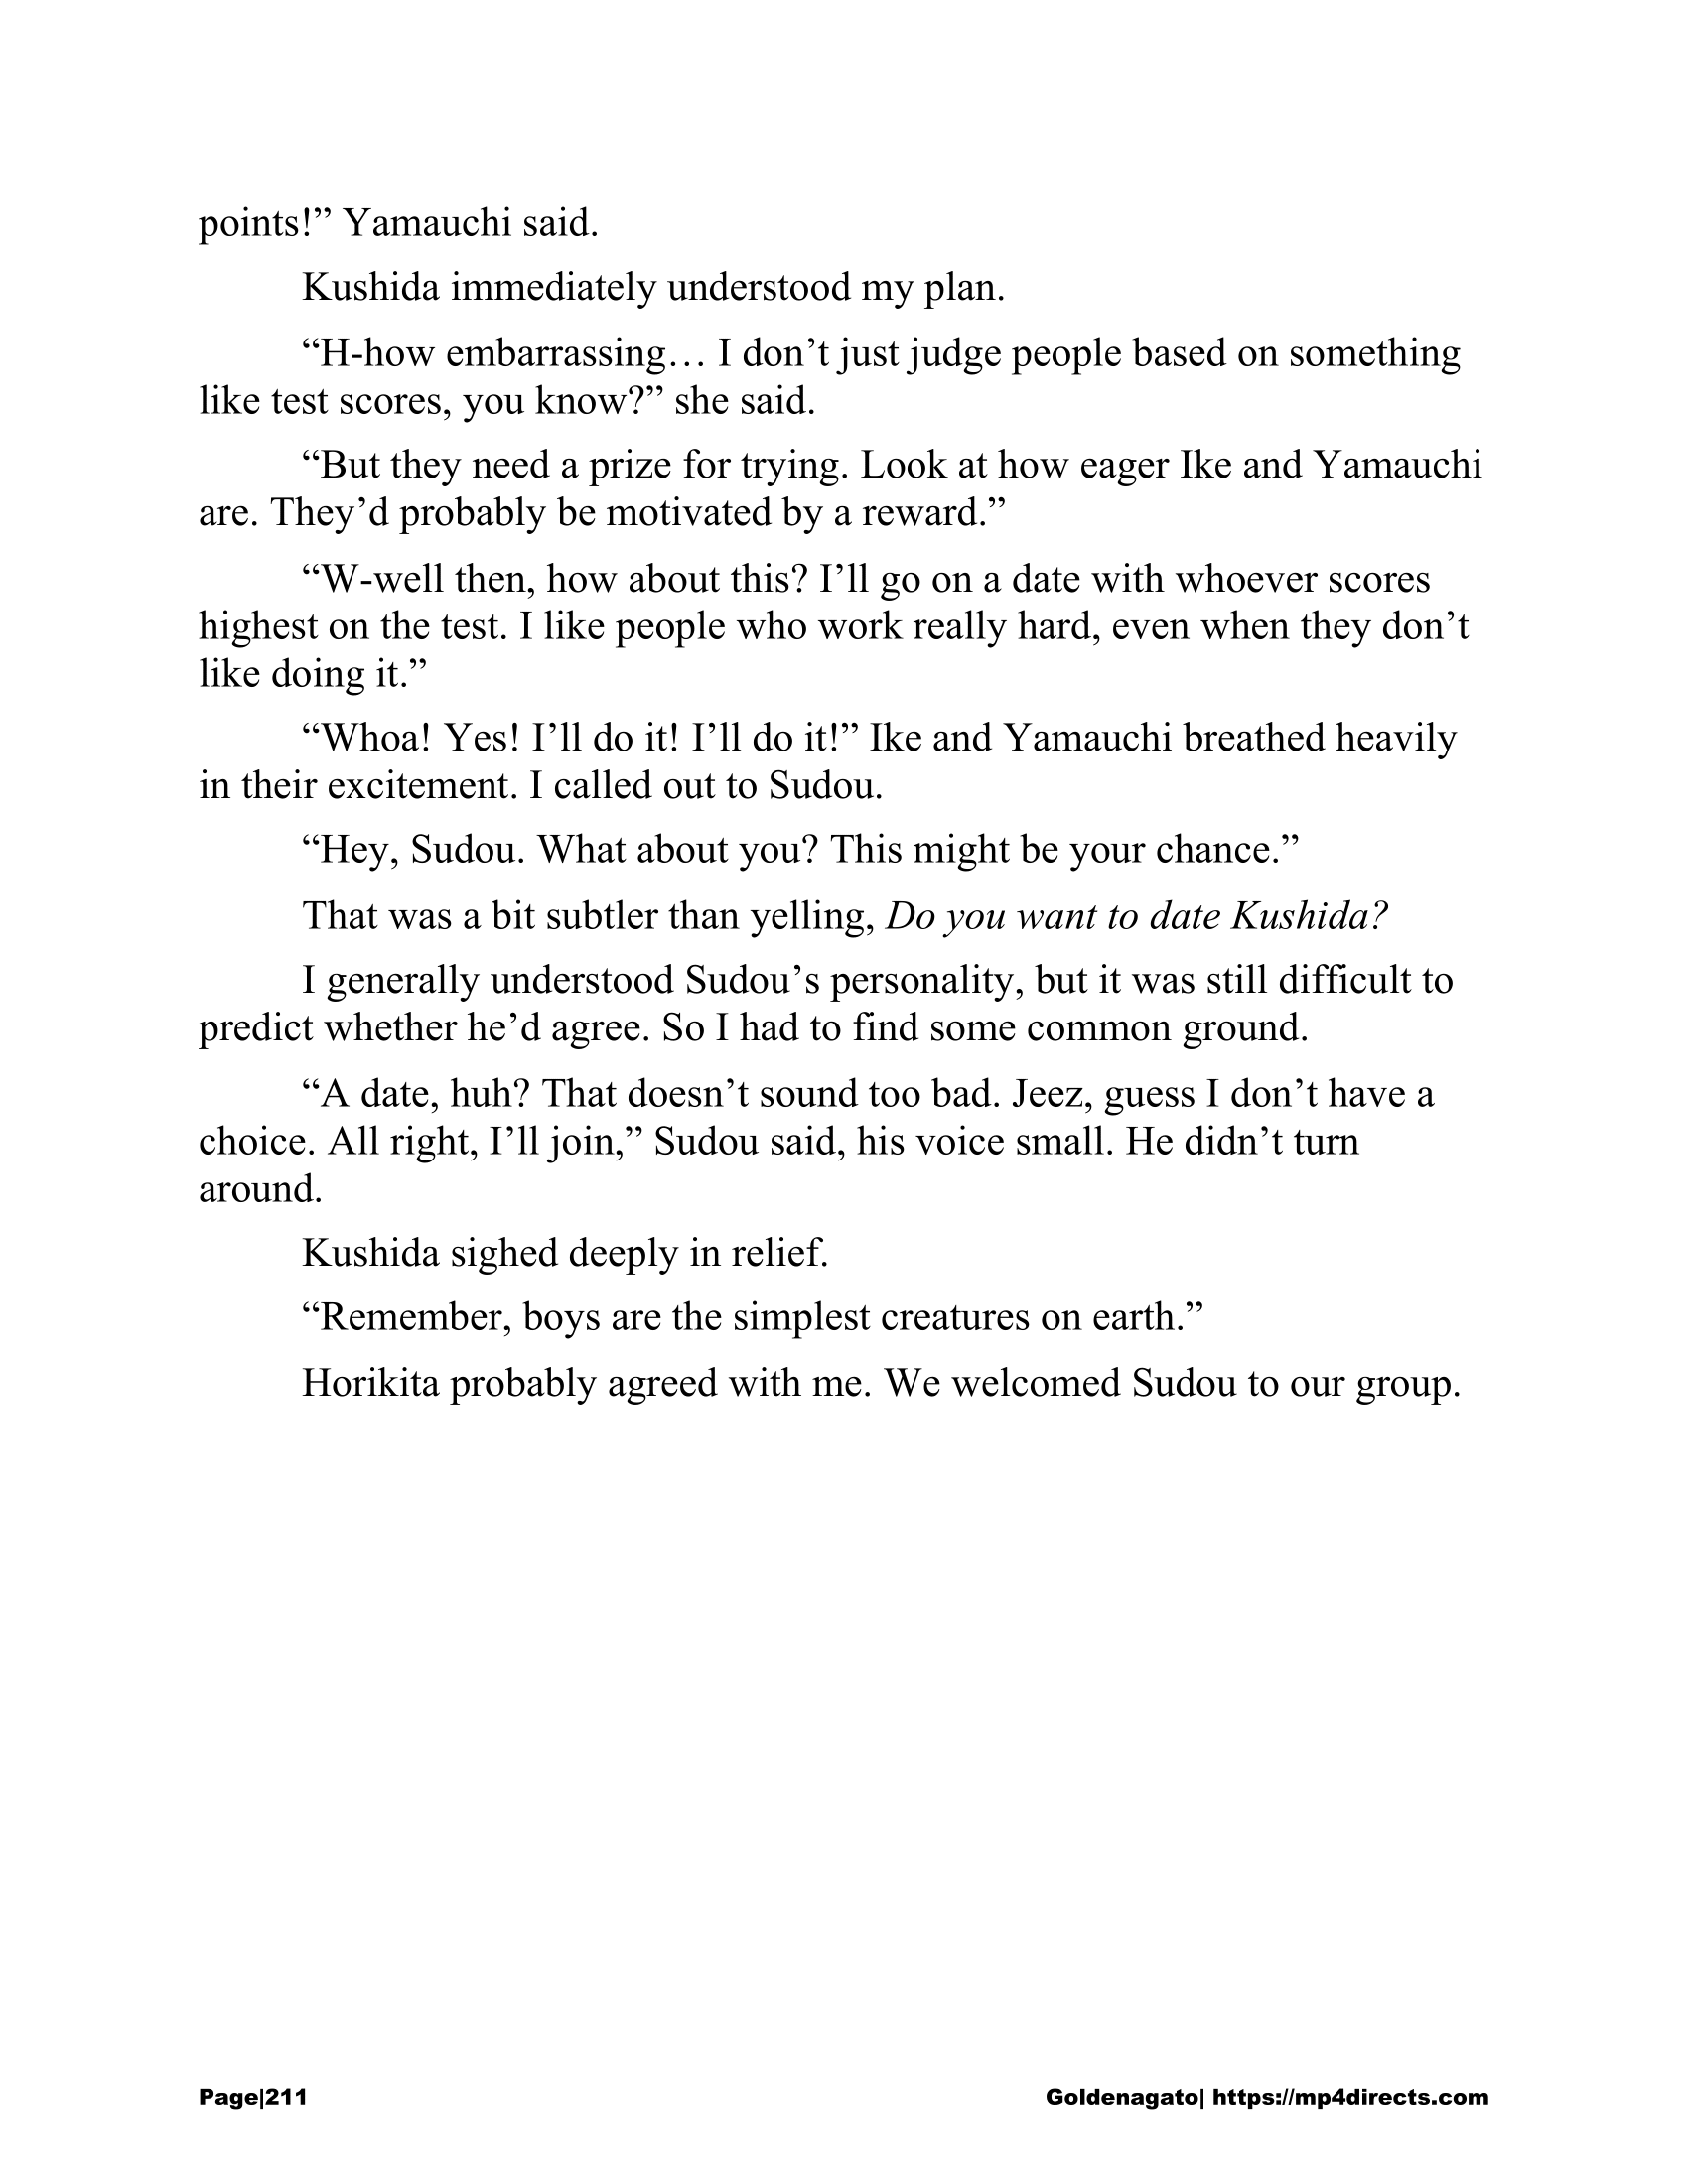 points!” Yamauchi said.
Kushida immediately understood my plan.
“H-how embarrassing… I don’t just judge people based on something
like test scores, you know?” she said.
“But they need a prize for trying. Look at how eager Ike and Yamauchi
are. They’d probably be motivated by a reward.”
“W-well then, how about this? I’ll go on a date with whoever scores
highest on the test. I like people who work really hard, even when they don’t
like doing it.”
“Whoa! Yes! I’ll do it! I’ll do it!” Ike and Yamauchi breathed heavily
in their excitement. I called out to Sudou.
“Hey, Sudou. What about you? This might be your chance.”
That was a bit subtler than yelling, Do you want to date Kushida?
I generally understood Sudou’s personality, but it was still difficult to
predict whether he’d agree. So I had to find some common ground.
“A date, huh? That doesn’t sound too bad. Jeez, guess I don’t have a
choice. All right, I’ll join,” Sudou said, his voice small. He didn’t turn
around.
Kushida sighed deeply in relief.
“Remember, boys are the simplest creatures on earth.”
Horikita probably agreed with me. We welcomed Sudou to our group.
Page|211 Goldenagato| https://mp4directs.com